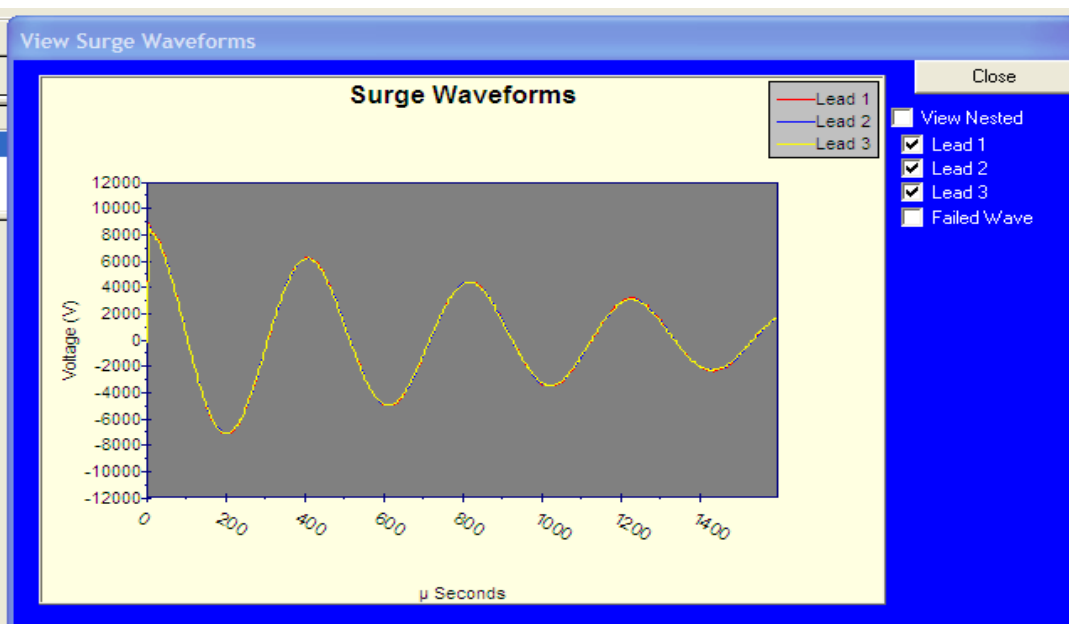 View Surge Waveforms
Close
Surge Waveforms
Lead 1
Lead 2
Lead 3
View Nested
Lead 1
Lead 2
Lead 3
Failed Wave
12000
10000
8000
6000
4000
2000
0
-2000
-4000
-6000
-8000
-10000
-12000
Voltage (V)
0 200 400 600 800 1000 1200 1400
µ Seconds